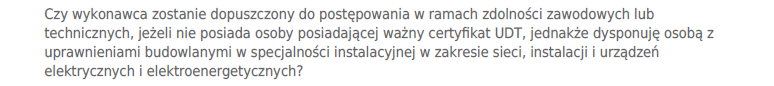 Czy wykonawca zostanie dopuszczony do postępowania w ramach zdolności zawodowych lub
technicznych, jeżeli nie posiada osoby posiadającej ważny certyfikat UDT, jednakże dysponuję osobą z
uprawnieniami budowlanymi w specjalności instalacyjnej w zakresie sieci, instalacji i urządzeń
elektrycznych i elektroenergetycznych?